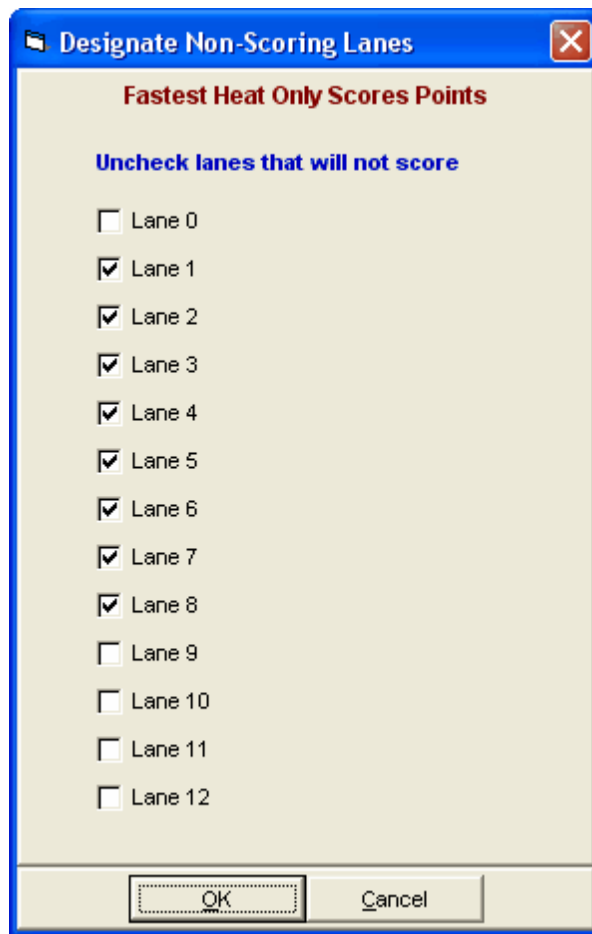 Designate Non-Scoring Lanes
Fastest Heat Only Scores Points
Uncheck lanes that will not score
Lane 0
Lane 1
Lane 2
Lane 3
Lane 4
Lane 5
Lane 6
Lane 7
Lane 8
Lane 9
Lane 10
Lane 11
Lane 12
OK Cancel